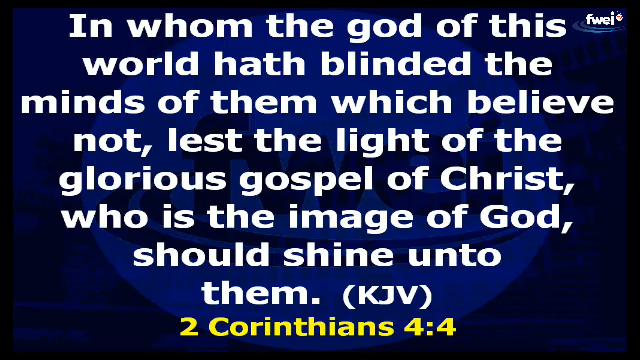 fwei
In whom the god of this
world hath blinded the
minds of them which believe
not, lest the light of the
glorious gospel of Christ,
who is the image of God,
should shine unto
them. (KJV)
2 Corinthians 4:4
fwei